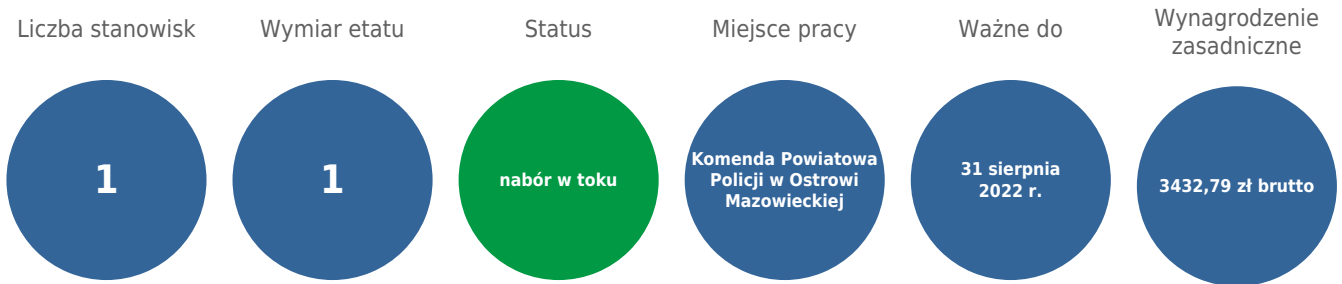 Liczba stanowisk
1
Wymiar etatu
1
Status
nabór w toku
Miejsce pracy
Komenda Powiatowa
Policji w Ostrowi
Mazowieckiej
Ważne do
31 sierpnia
2022 r.
Wynagrodzenie
zasadniczne
3432,79 zł brutto